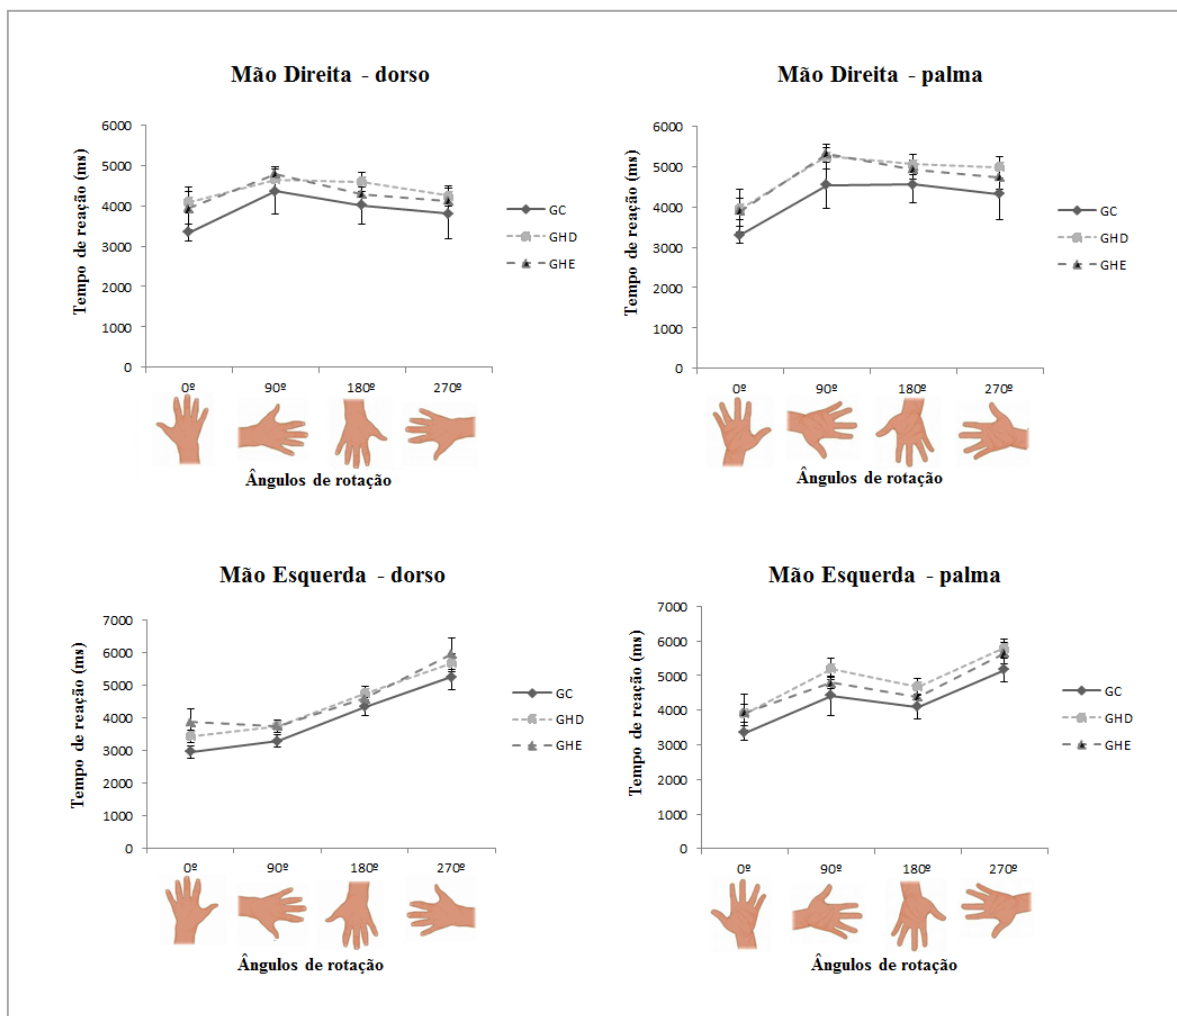 Mão Direita - dorso
Tempo de reação (ms)
6000
5000
4000
3000
2000
1000
0
0º 90º 180º 270º
Ângulos de rotação
GC
GHD
GHE
Mão Direita - palma
Tempo de reação (ms)
6000
5000
4000
3000
2000
1000
0
0º 90º 180º 270º
Ângulos de rotação
GC
GHD
GHE
Mão Esquerda - dorso
Tempo de reação (ms)
7000
6000
5000
4000
3000
2000
1000
0
0º 90º 180º 270º
Ângulos de rotação
GC
GHD
GHE
Mão Esquerda - palma
Tempo de reação (ms)
7000
6000
5000
4000
3000
2000
1000
0
0º 90º 180º 270º
Ângulos de rotação
GC
GHD
GHE